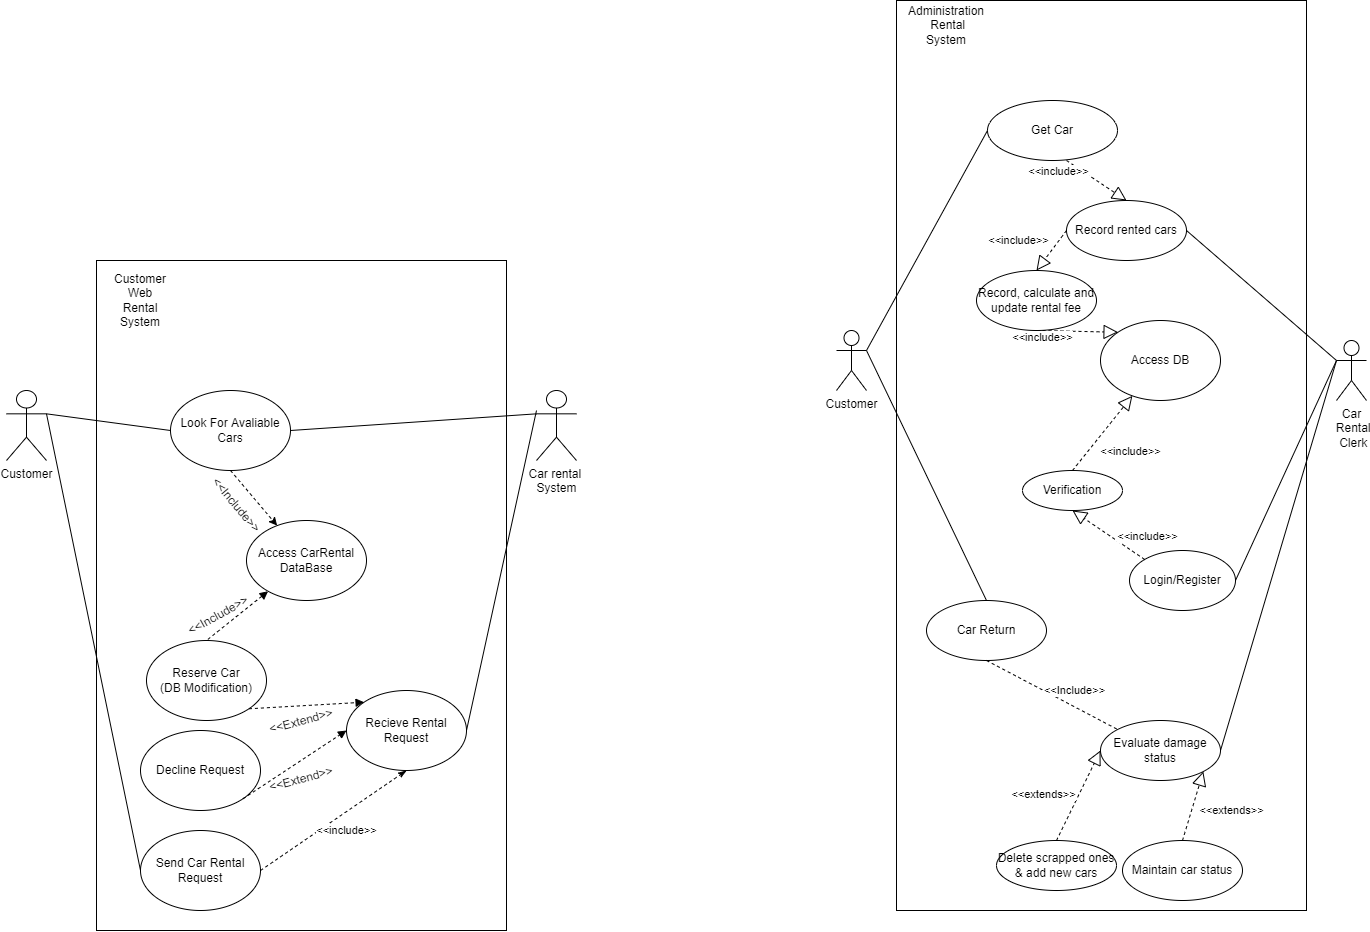 Customer
Web
Rental
System
Look For Avaliable
Cars
Customer
Car rental
System
<<Include>>
Access CarRental
DataBase
<<Include>>
Reserve Car
(DB Modification)
<<Extend>>
Recieve Rental
Request
Decline Request
<<Extend>>
<<include>>
Send Car Rental
Request
Administration
Rental
System
Get Car
<<include>>
Record rented cars
<<include>>
Record, calculate and
update rental fee
<<include>>
Access DB
Customer
Car
Rental
Clerk
<<include>>
Verification
<<include>>
Login/Register
Car Return
<<Include>>
Evaluate damage
status
<<extends>>
<<extends>>
Delete scrapped ones
& add new cars
Maintain car status